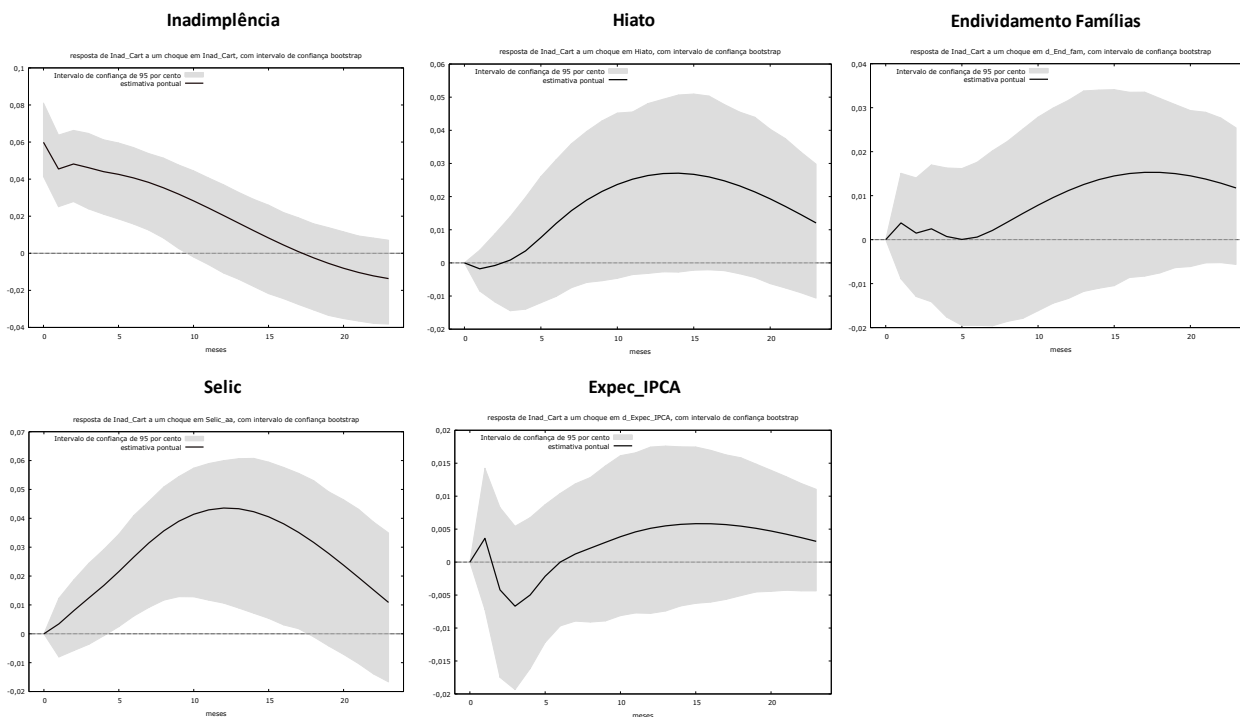 Inadimplência
resposta de Inad_Cart a um choque em Inad_Cart, com intervalo de confiança bootstrap
0,1
Intervalo de confiança de 95 por cento
estimativa pontual
0,08
0,06
0,04
0,02
0
-0,02
-0,04
0 5 10 15 20
meses
Hiato
resposta de Inad_Cart a um choque em Hiato, com intervalo de confiança bootstrap
0,06
Intervalo de confiança de 95 por cento
estimativa pontual
0,05
0,04
0,03
0,02
0,01
0
-0,01
-0,02
0 5 10 15 20
meses
Endividamento Famílias
resposta de Inad_Cart a um choque em d_End_fam, com intervalo de confiança bootstrap
0,04
Intervalo de confiança de 95 por cento
estimativa pontual
0,03
0,02
0,01
0
-0,01
-0,02
0 5 10 15 20
meses
Selic
resposta de Inad_Cart a um choque em Selic_aa, com intervalo de confiança bootstrap
0,07
Intervalo de confiança de 95 por cento
estimativa pontual
0,06
0,05
0,04
0,03
0,02
0,01
0
-0,01
-0,02
0 5 10 15 20
meses
Expec_IPCA
resposta de Inad_Cart a um choque em d_Expec_IPCA, com intervalo de confiança bootstrap
0,02
Intervalo de confiança de 95 por cento
estimativa pontual
0,015
0,01
0,005
0
-0,005
-0,01
-0,015
-0,02
0 5 10 15 20
meses